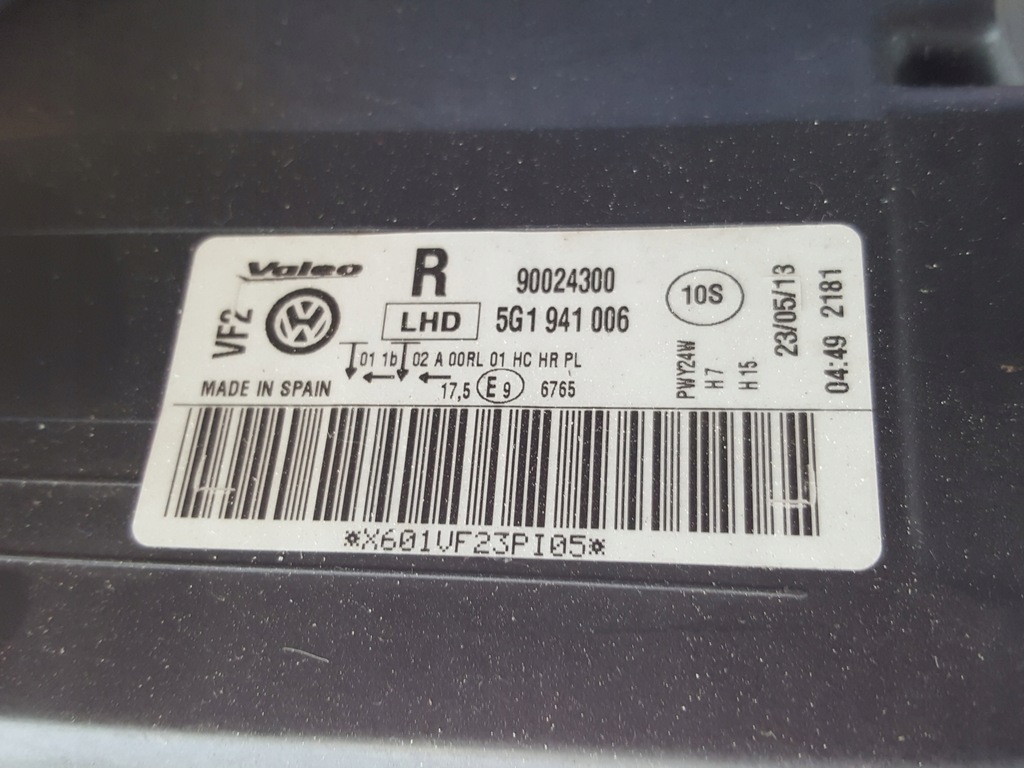 Valeo R 90024300
VF2 LHD 5G1 941 006
10S
01 1b 02 A 00RL 01 HC HR PL
MADE IN SPAIN 17,5 E9 6765
PWY24W
H7
H15
23/05/13
04:49 2181
*X601VF23PI05*